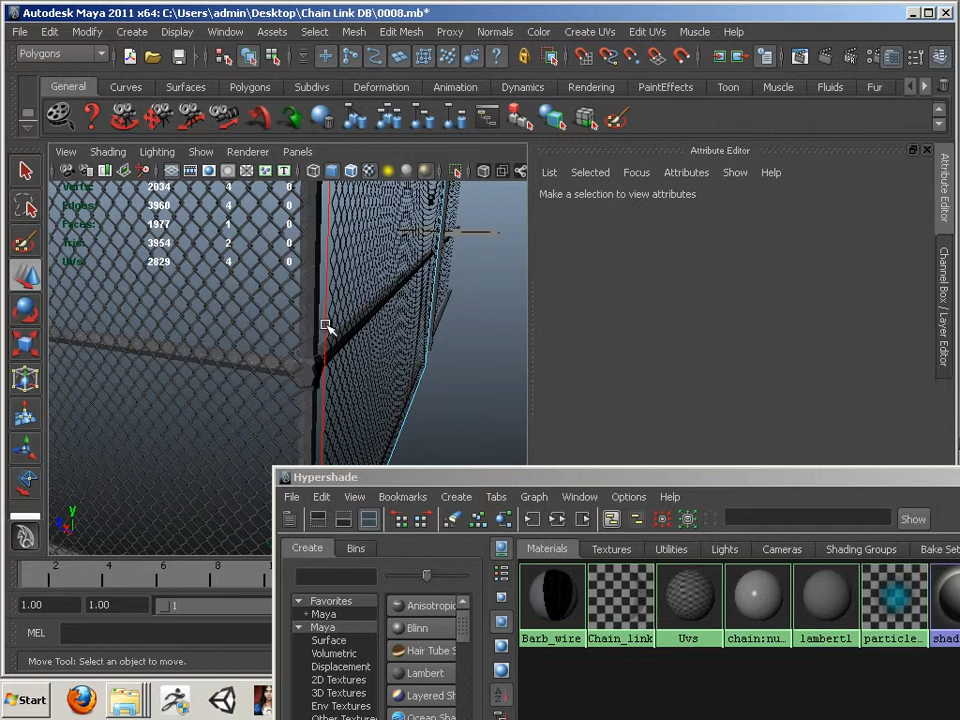 Autodesk Maya 2011 x64: C:\Users\admin\Desktop\Chain Link DB\0008.mb*
File Edit Modify Create Display Window Assets Select Mesh Edit Mesh Proxy Normals Color Create UVs Edit UVs Muscle Help
Polygons
General Curves Surfaces Polygons Subdivs Deformation Animation Dynamics Rendering PaintEffects Toon Muscle Fluids Fur
View Shading Lighting Show Renderer Panels
Attribute Editor
List Selected Focus Attributes Show Help
Make a selection to view attributes
Verts: 2034 4 0
Edges: 3960 4 0
Faces: 1977 1 0
Tris: 3954 2 0
UVs: 2829 4 0
Attribute Editor
Channel Box / Layer Editor
y
2 4 6 8
1.00 1.00 1
MEL
Move Tool: Select an object to move.
Start
Hypershade
File Edit View Bookmarks Create Tabs Graph Window Options Help
Show
Create Bins
Materials Textures Utilities Lights Cameras Shading Groups Bake Set
Favorites
+ Maya
Maya
Surface
Volumetric
Displacement
2D Textures
3D Textures
Env Textures
Other Textures
Anisotropic
Blinn
Hair Tube S
Lambert
Layered Sh
Ocean Sha
Barb_wire Chain_link Uvs chain:nu... lambert1 particle... shad